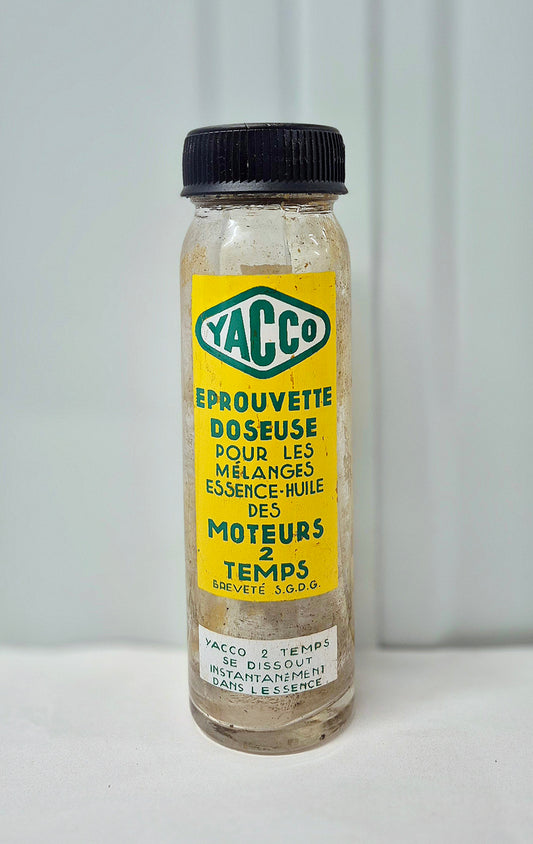 YACCO
EPROUVETTE
DOSEUSE
POUR LES
MÉLANGES
ESSENCE-HUILE
DES
MOTEURS
2
TEMPS
BREVETÉ S.G.D.G.
YACCO 2 TEMPS
SE DISSOUT
INSTANTANÉMENT
DANS L'ESSENCE